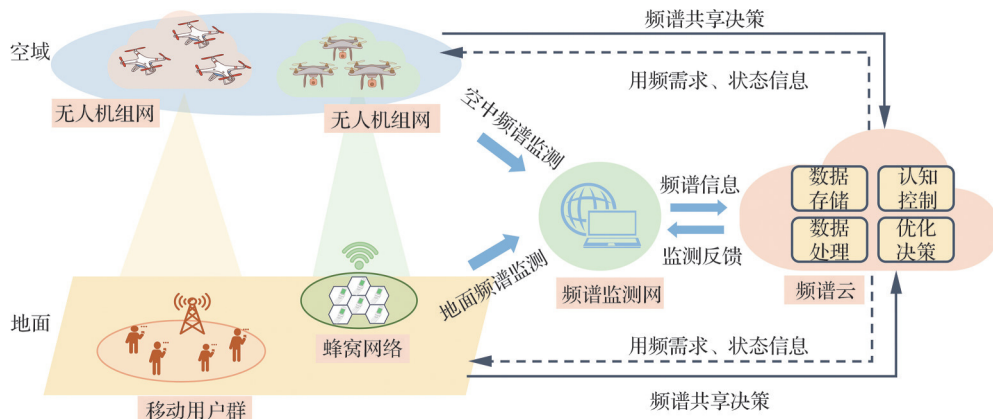 频谱共享决策
空域
用频需求、状态信息
无人机组网
无人机组网
空中频谱监测
频谱信息
数据
存储
认知
控制
数据
处理
优化
决策
监测反馈
地面频谱监测
频谱监测网
频谱云
地面
蜂窝网络
用频需求、状态信息
移动用户群
频谱共享决策